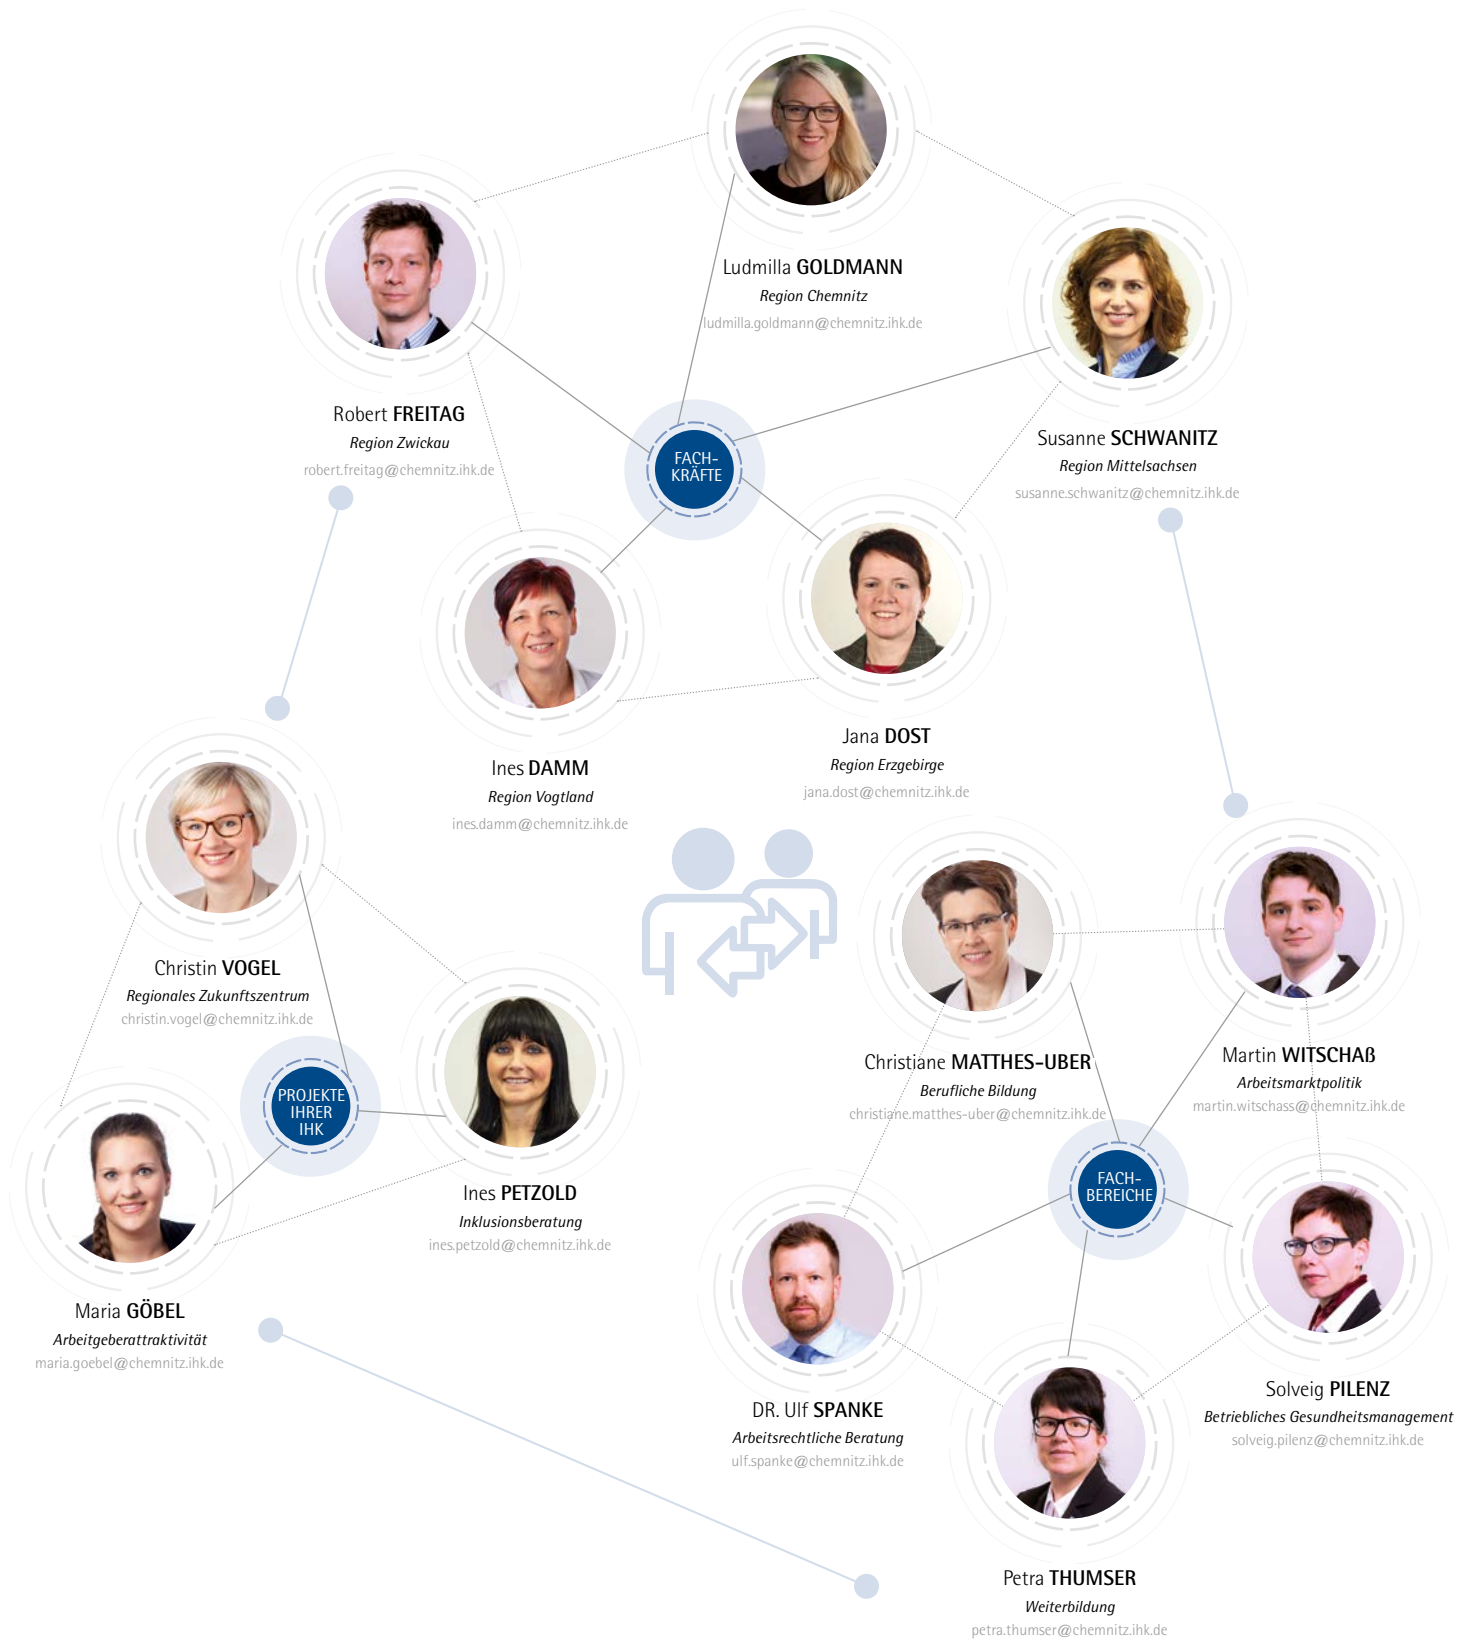 Ludmilla GOLDMANN
Region Chemnitz
ludmilla.goldmann@chemnitz.ihk.de
Robert FREITAG
Region Zwickau
robert.freitag@chemnitz.ihk.de
Susanne SCHWANITZ
Region Mittelsachsen
susanne.schwanitz@chemnitz.ihk.de
FACH-
KRÄFTE
Ines DAMM
Region Vogtland
ines.damm@chemnitz.ihk.de
Jana DOST
Region Erzgebirge
jana.dost@chemnitz.ihk.de
Christin VOGEL
Regionales Zukunftszentrum
christin.vogel@chemnitz.ihk.de
PROJEKTE
IHRER
IHK
Ines PETZOLD
Inklusionsberatung
ines.petzold@chemnitz.ihk.de
Maria GÖBEL
Arbeitgeberattraktivität
maria.goebel@chemnitz.ihk.de
Christiane MATTHES-UBER
Berufliche Bildung
christiane.matthes-uber@chemnitz.ihk.de
Martin WITSCHAß
Arbeitsmarktpolitik
martin.witschass@chemnitz.ihk.de
FACH-
BEREICHE
DR. Ulf SPANKE
Arbeitsrechtliche Beratung
ulf.spanke@chemnitz.ihk.de
Solveig PILENZ
Betriebliches Gesundheitsmanagement
solveig.pilenz@chemnitz.ihk.de
Petra THUMSER
Weiterbildung
petra.thumser@chemnitz.ihk.de